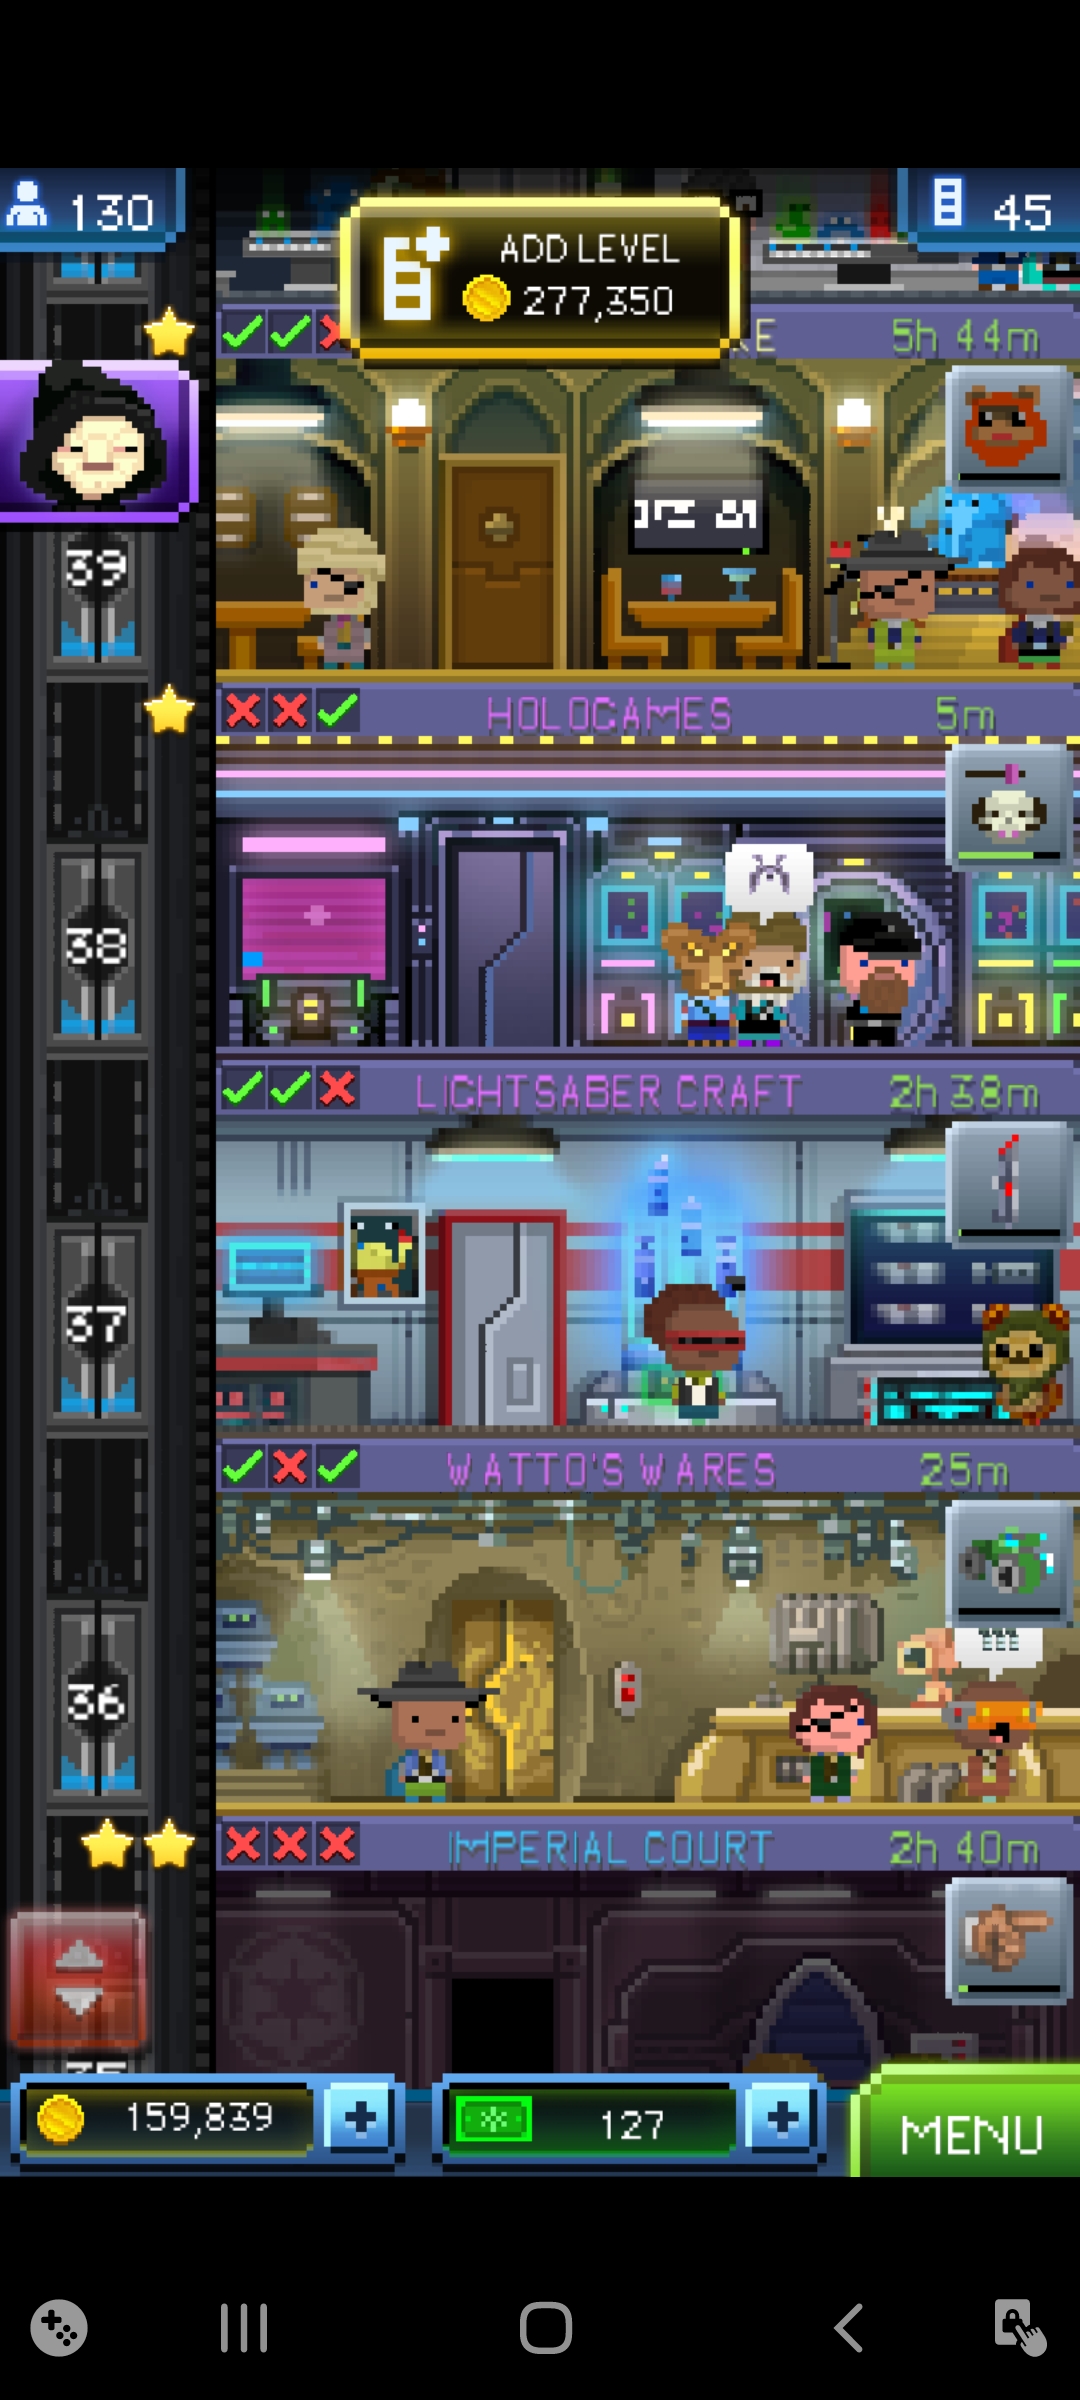 130
45
ADD LEVEL
277,350
KE
5h 44m
39
HOLOGAMES
5m
38
LIGHTSABER CRAFT
2h 38m
37
WATTO'S WARES
25m
36
IMPERIAL COURT
2h 40m
159,839
127
MENU